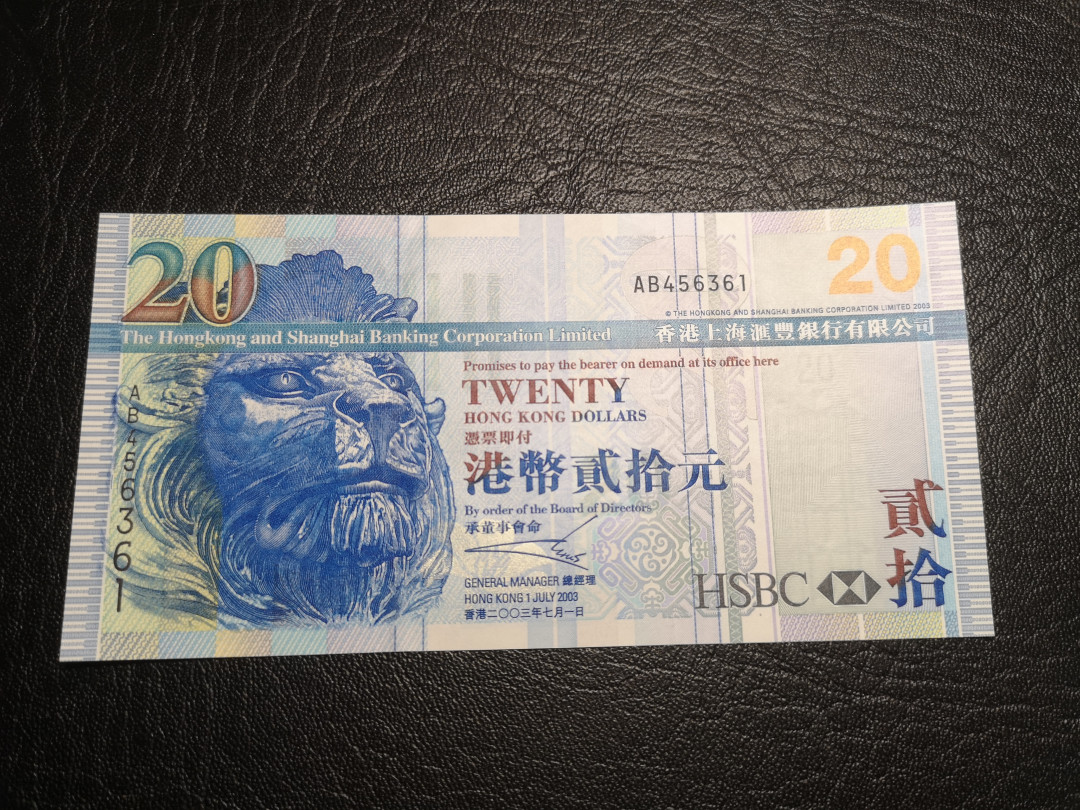 20
AB456361
20
© THE HONGKONG AND SHANGHAI BANKING CORPORATION LIMITED 2003
The Hongkong and Shanghai Banking Corporation Limited 香港上海滙豐銀行有限公司
Promises to pay the bearer on demand at its office here
TWENTY
HONG KONG DOLLARS
憑票即付
港幣貳拾元
By order of the Board of Directors
承董事會命
GENERAL MANAGER 總經理
HONG KONG 1 JULY 2003
香港二〇〇三年七月一日
AB456361
20
HSBC
貳拾